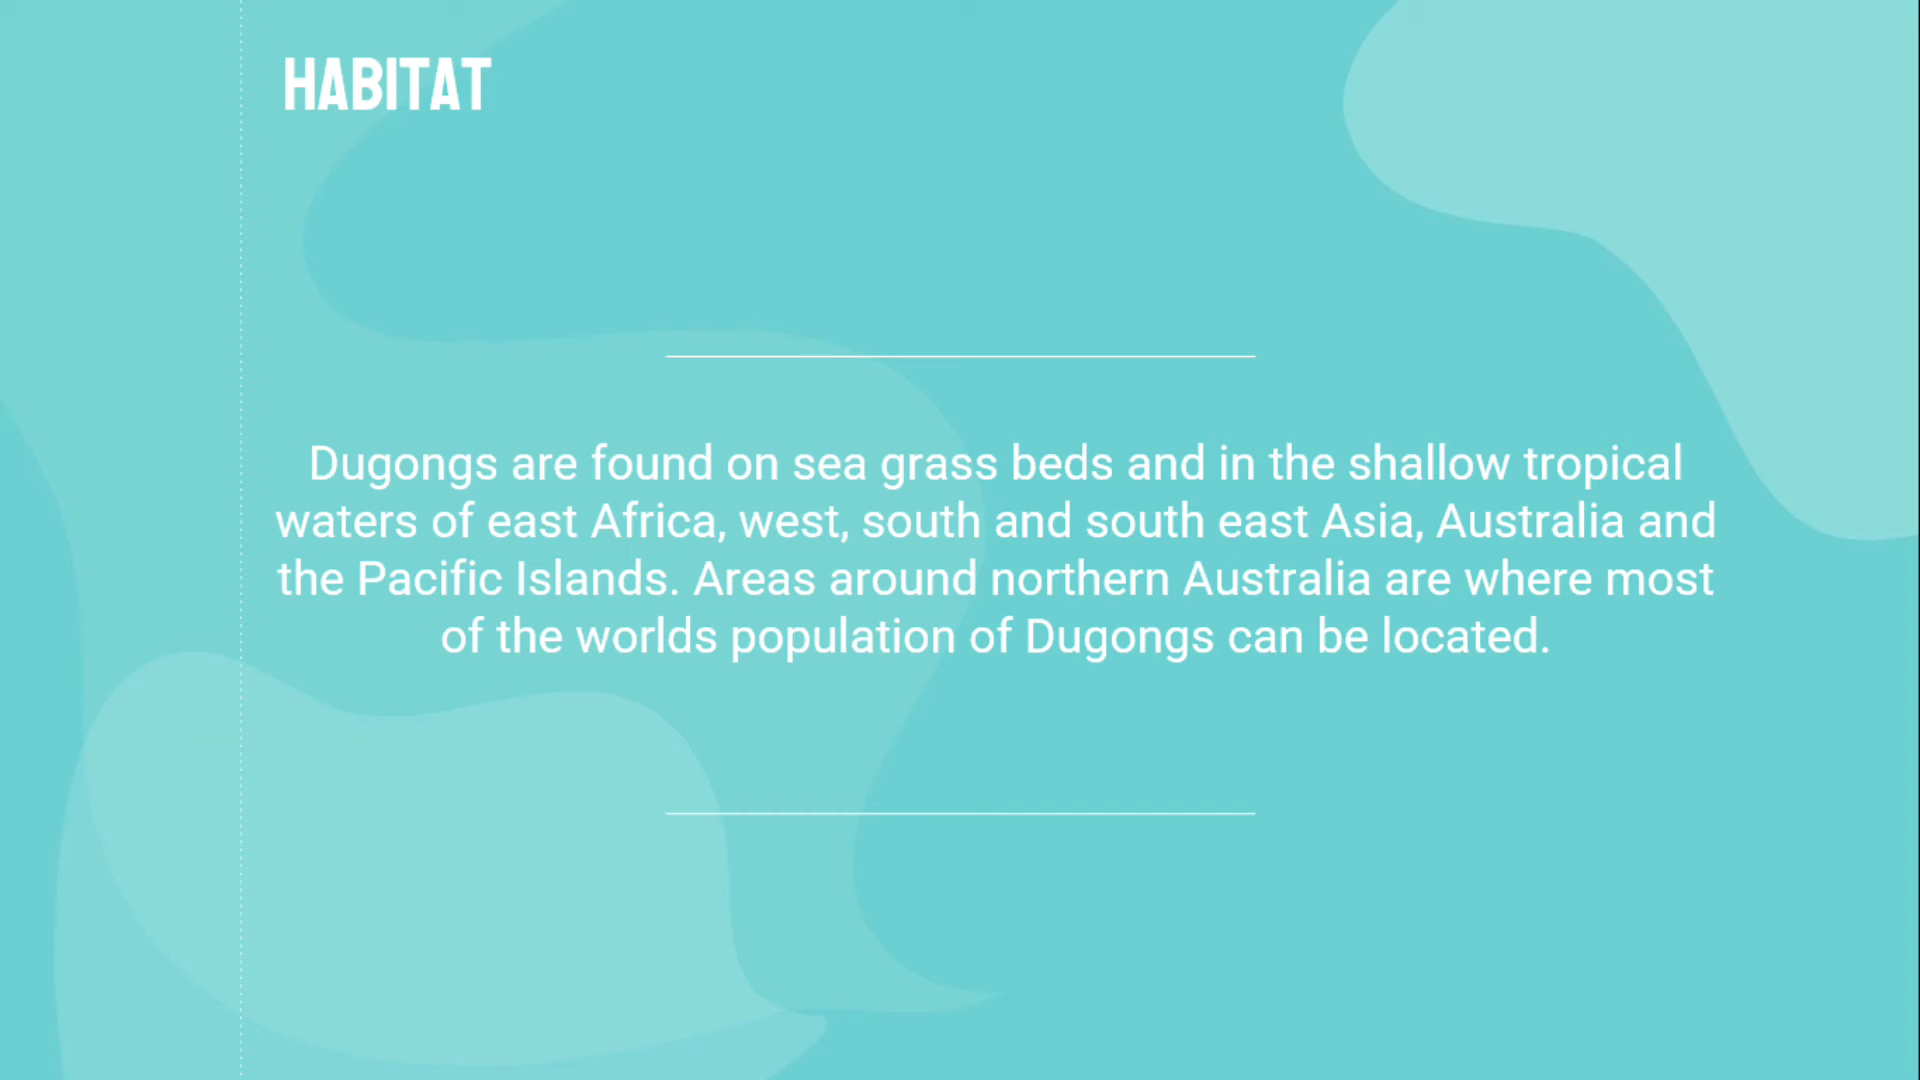 HABITAT
Dugongs are found on sea grass beds and in the shallow tropical
waters of east Africa, west, south and south east Asia, Australia and
the Pacific Islands. Areas around northern Australia are where most
of the worlds population of Dugongs can be located.